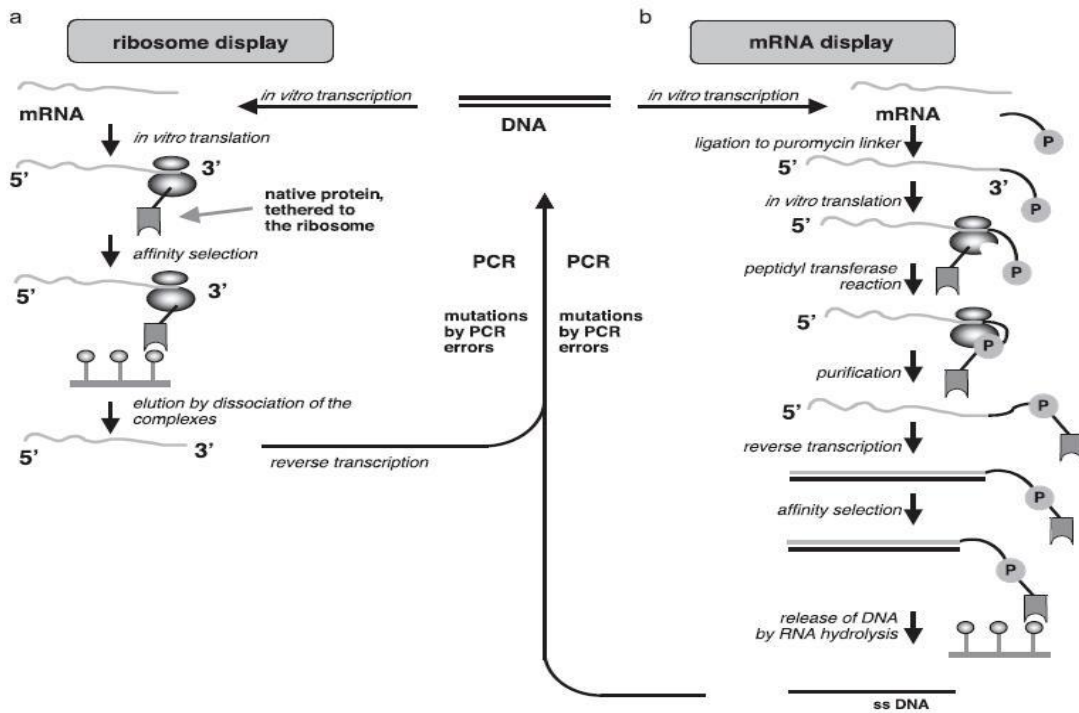 a
ribosome display
in vitro transcription
mRNA
in vitro translation
5’
3’
native protein,
tethered to
the ribosome
affinity selection
5’
3’
elution by dissociation of the
complexes
5’
3’
reverse transcription
DNA
PCR
PCR
mutations
by PCR
errors
mutations
by PCR
errors
b
mRNA display
in vitro transcription
mRNA
P
ligation to puromycin linker
5’
3’
P
in vitro translation
5’
P
peptidyl transferase
reaction
5’
P
purification
5’
P
reverse transcription
P
affinity selection
P
release of DNA
by RNA hydrolysis
ss DNA